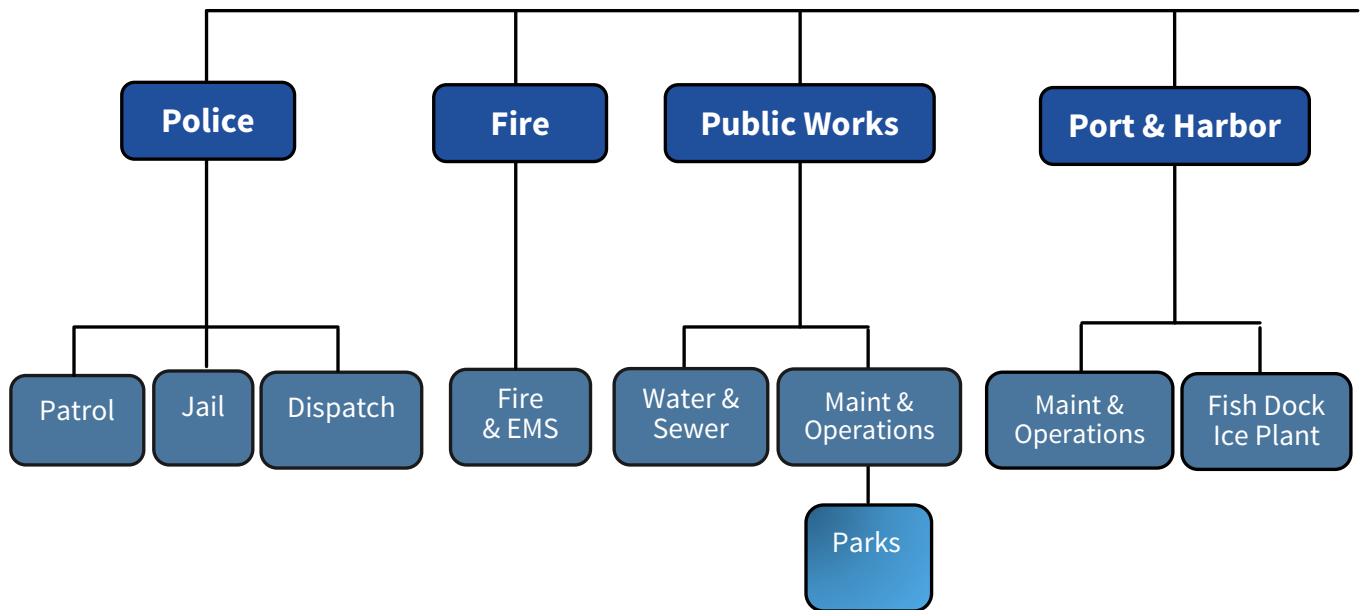 Police
Fire
Public Works
Port & Harbor
Patrol
Jail
Dispatch
Fire
& EMS
Water &
Sewer
Maint &
Operations
Maint &
Operations
Fish Dock
Ice Plant
Parks